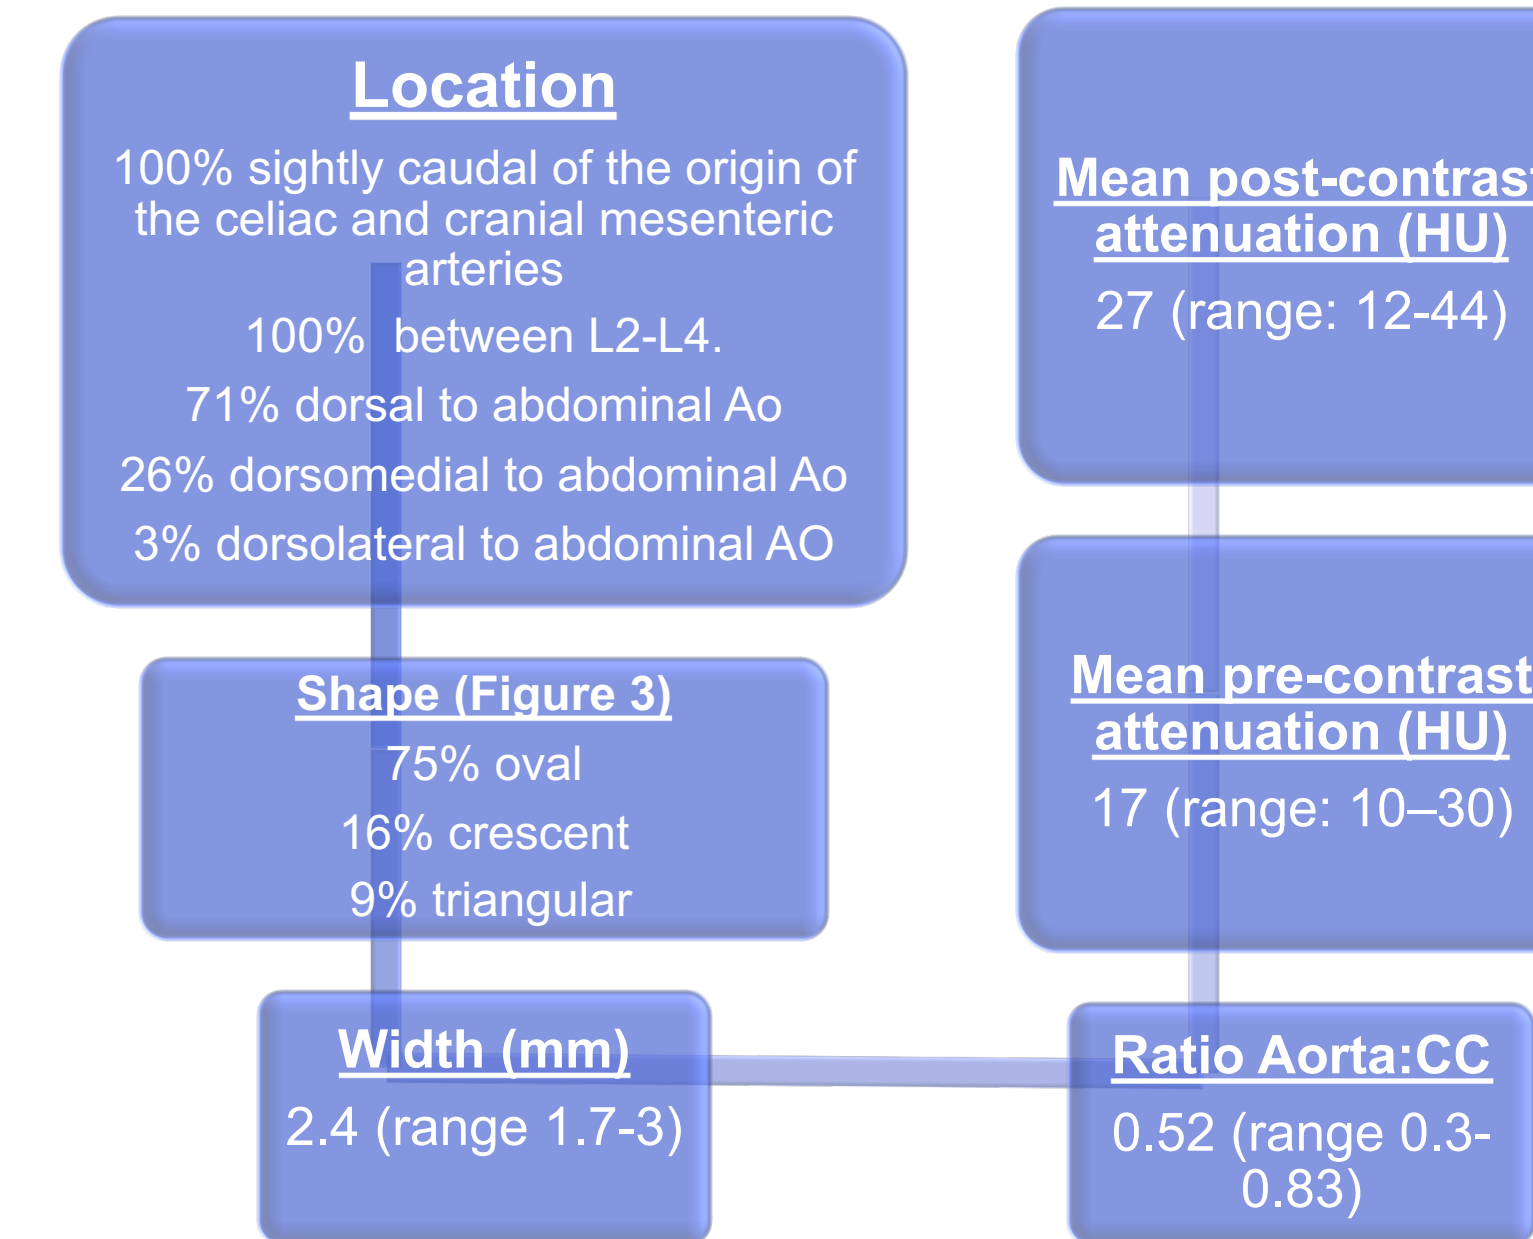 Location
100% sightly caudal of the origin of
the celiac and cranial mesenteric
arteries
100% between L2-L4.
71% dorsal to abdominal Ao
26% dorsomedial to abdominal Ao
3% dorsolateral to abdominal AO
Shape (Figure 3)
75% oval
16% crescent
9% triangular
Width (mm)
2.4 (range 1.7-3)
Ratio Aorta:CC
0.52 (range 0.3-
0.83)
Mean pre-contrast
attenuation (HU)
17 (range: 10–30)
Mean post-contrast
attenuation (HU)
27 (range: 12-44)